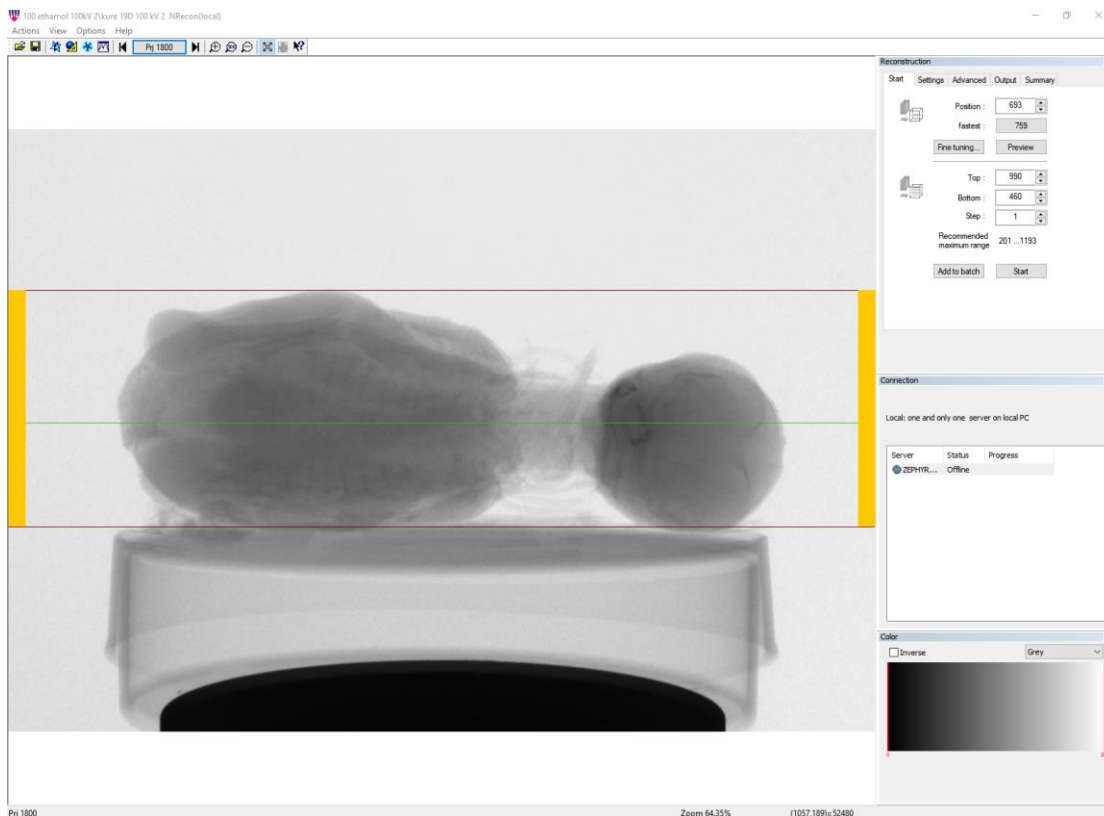 100 ethamol 100kV 2\kure 19D 100 kV 2 NRecon(local)
Actions View Options Help
Prj 1800
Reconstruction
Start Settings Advanced Output Summary
Position : 693
fastest : 759
Fine tuning... Preview
Top : 990
Bottom : 460
Step : 1
Recommended
maximum range 201 ...1193
Add to batch Start
Connection
Local: one and only one server on local PC
Server Status Progress
ZEPHYR.... Offline
Color
Inverse Grey
0
Prj 1800 Zoom 64,35% (1057,189)=52480